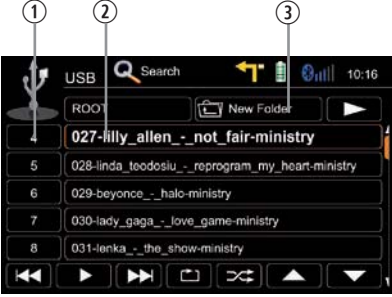 ① ② ③
USB Search 10:16
ROOT New Folder
4 027-lilly_allen_-_not_fair-ministry
5 028-linda_teodosiu_-_reprogram_my_heart-ministry
6 029-beyonce_-_halo-ministry
7 030-lady_gaga_-_love_game-ministry
8 031-lenka_-_the_show-ministry